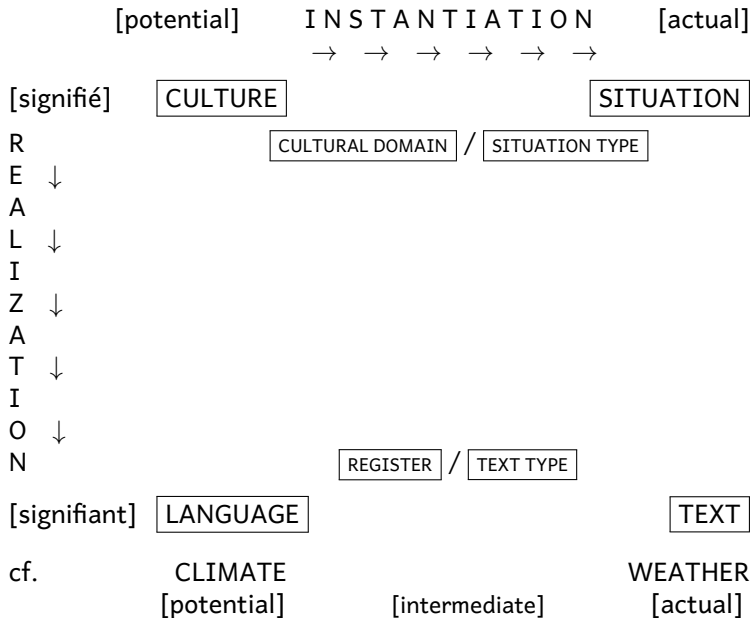 [potential] I N S T A N T I A T I O N [actual]
→ → → → → →
[signifié] CULTURE SITUATION
R CULTURAL DOMAIN / SITUATION TYPE
E ↓
A
L ↓
I
Z ↓
A
T ↓
I
O ↓
N REGISTER / TEXT TYPE
[signifiant] LANGUAGE TEXT
cf. CLIMATE WEATHER
[potential] [intermediate] [actual]